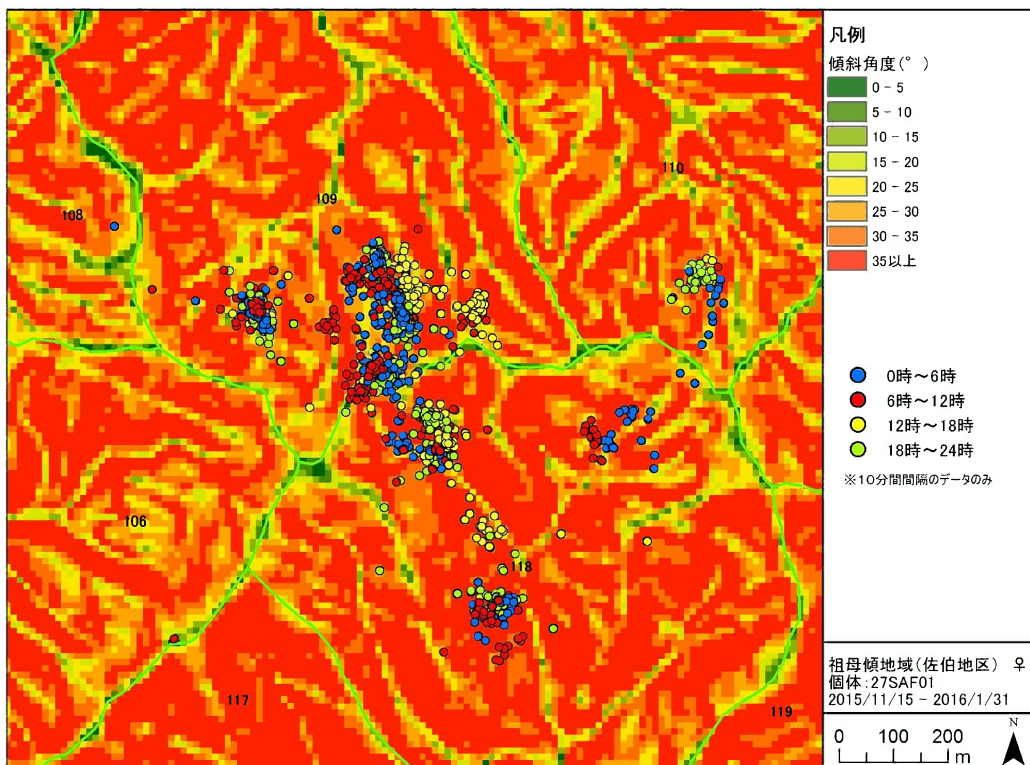 凡例
傾斜角度(°)
0 - 5
5 - 10
10 - 15
15 - 20
20 - 25
25 - 30
30 - 35
35以上
0時～6時
6時～12時
12時～18時
18時～24時
※10分間間隔のデータのみ
祖母傾地域(佐伯地区) ♀
個体:27SAF01
2015/11/15 - 2016/1/31
N
0 100 200
m
110
109
108
106
118
117
119